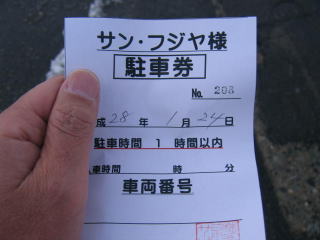 サン・フジヤ様
駐車券
No. 203
成 28 年 1 月 24 日
駐車時間 1 時間以内
車時間 時 分
車両番号